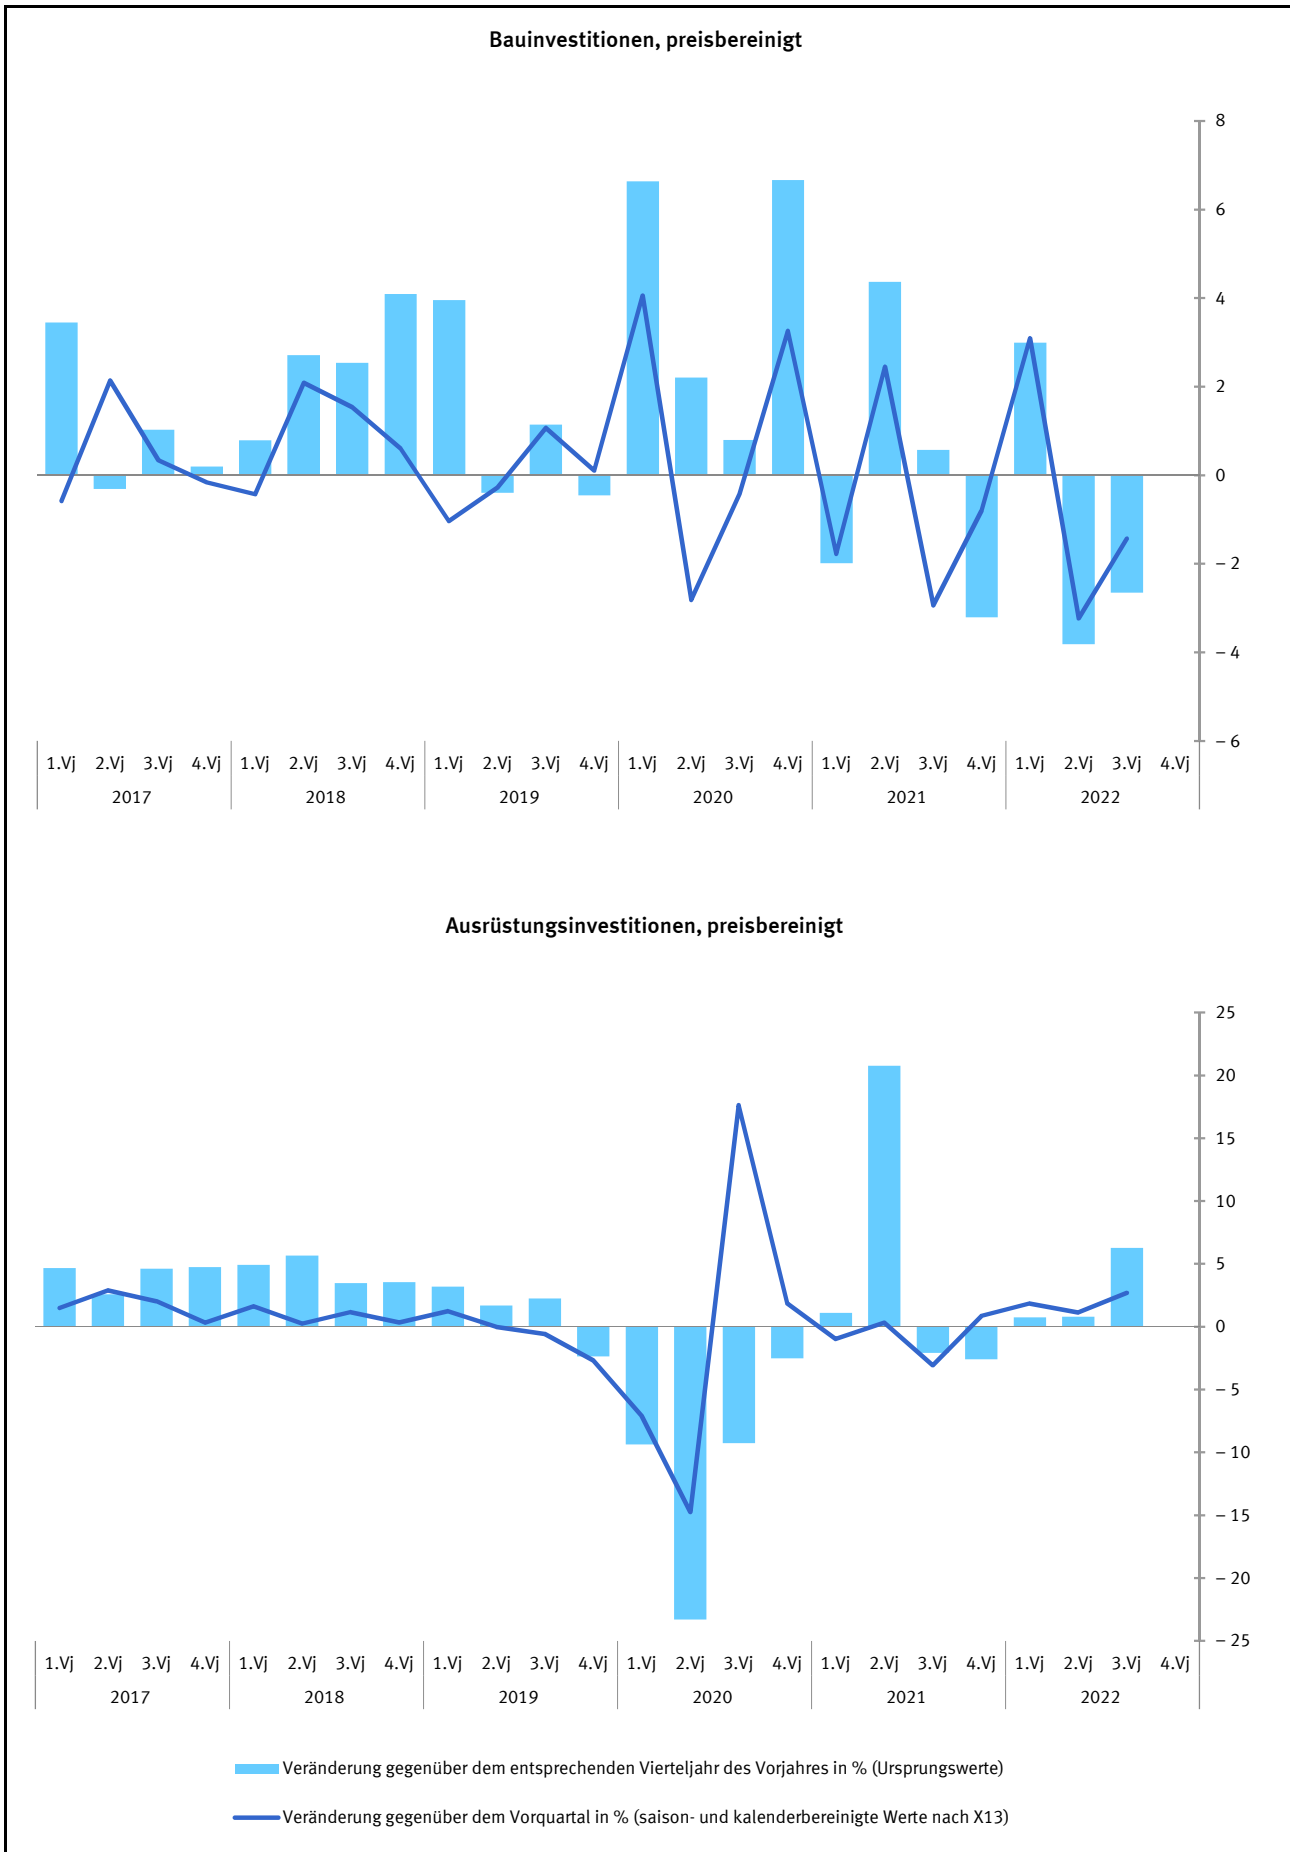 Bauinvestitionen, preisbereinigt
8
6
4
2
0
– 2
– 4
– 6
1.Vj 2.Vj 3.Vj 4.Vj 1.Vj 2.Vj 3.Vj 4.Vj 1.Vj 2.Vj 3.Vj 4.Vj 1.Vj 2.Vj 3.Vj 4.Vj 1.Vj 2.Vj 3.Vj 4.Vj 1.Vj 2.Vj 3.Vj 4.Vj
2017 2018 2019 2020 2021 2022
Ausrüstungsinvestitionen, preisbereinigt
25
20
15
10
5
0
– 5
– 10
– 15
– 20
– 25
1.Vj 2.Vj 3.Vj 4.Vj 1.Vj 2.Vj 3.Vj 4.Vj 1.Vj 2.Vj 3.Vj 4.Vj 1.Vj 2.Vj 3.Vj 4.Vj 1.Vj 2.Vj 3.Vj 4.Vj 1.Vj 2.Vj 3.Vj 4.Vj
2017 2018 2019 2020 2021 2022
Veränderung gegenüber dem entsprechenden Vierteljahr des Vorjahres in % (Ursprungswerte)
Veränderung gegenüber dem Vorquartal in % (saison- und kalenderbereinigte Werte nach X13)